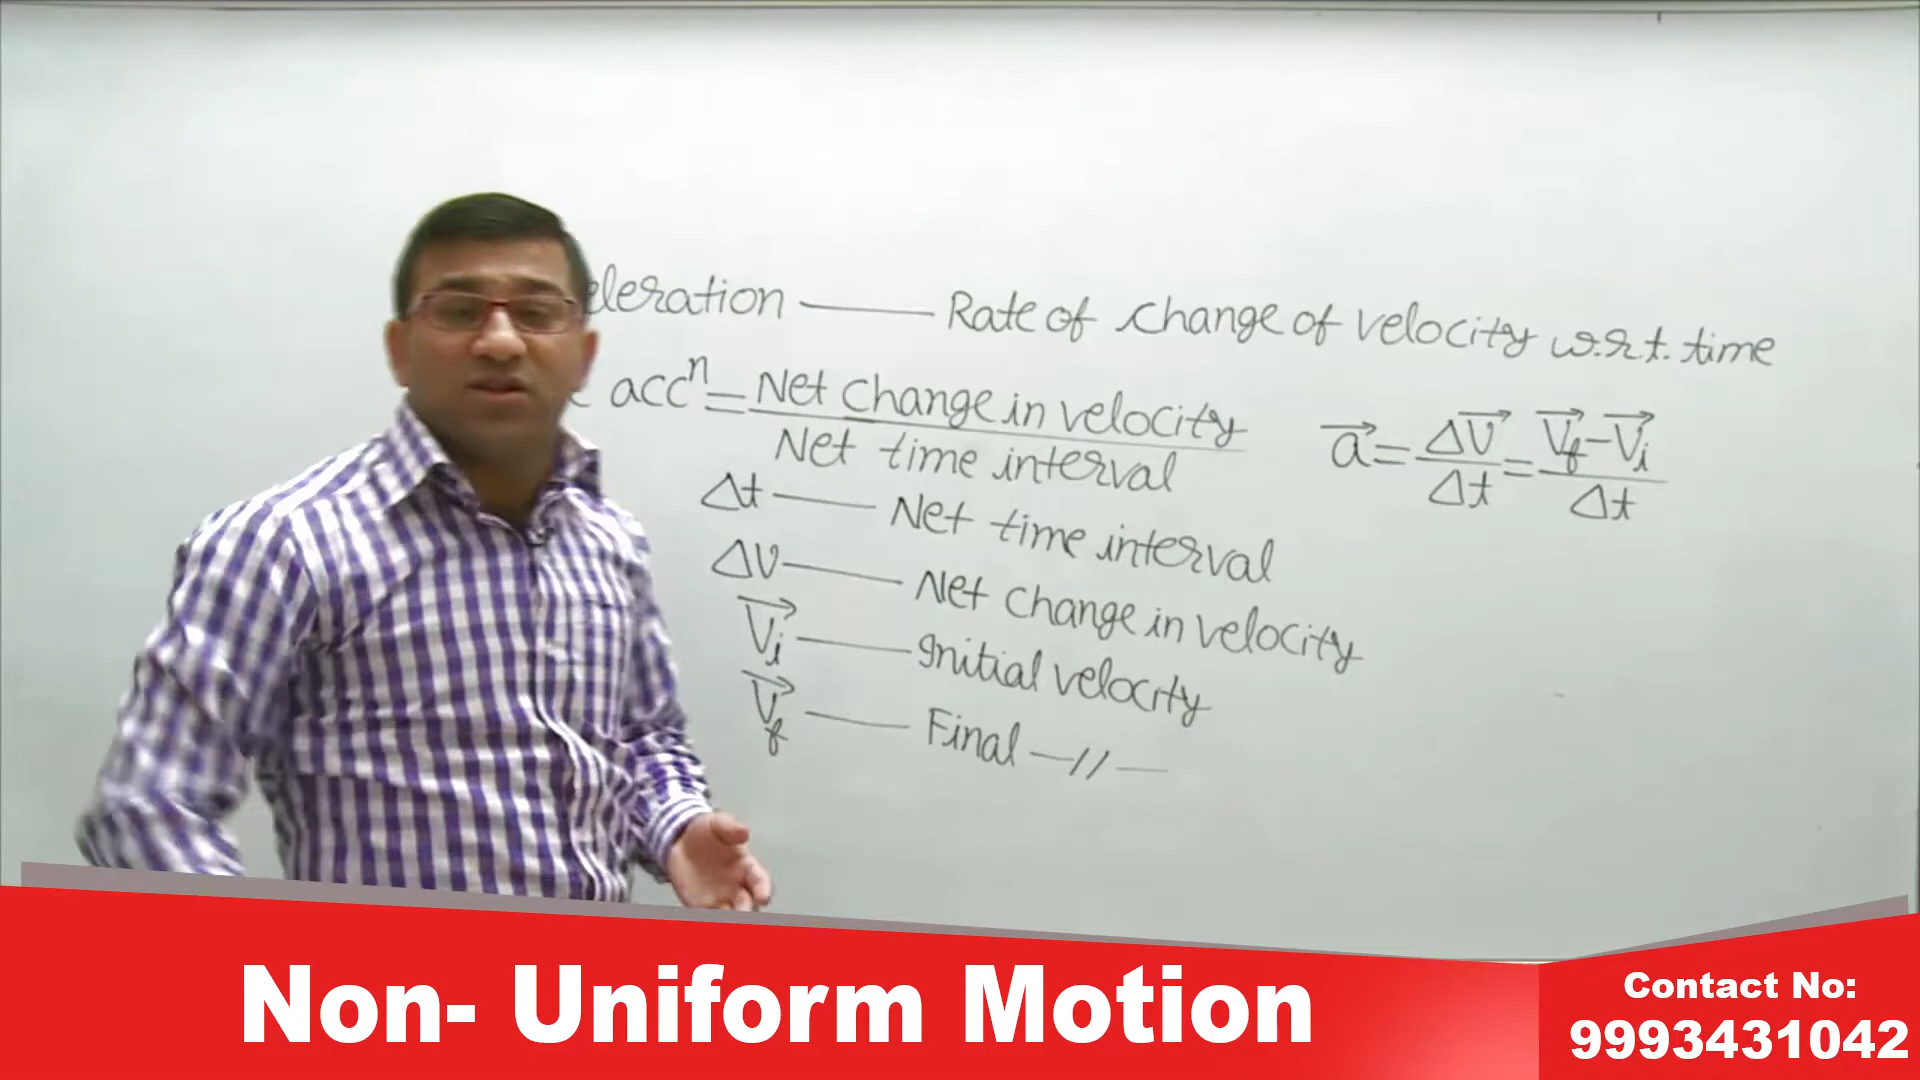 eleration — Rate of change of velocity w.r.t. time
accⁿ = Net change in velocity / Net time interval
a⃗ = ΔV⃗ / Δt = V⃗f - V⃗i / Δt
Δt — Net time interval
Δv — Net change in velocity
V⃗i — Initial velocity
V⃗f — Final —//—
Non- Uniform Motion
Contact No:
9993431042